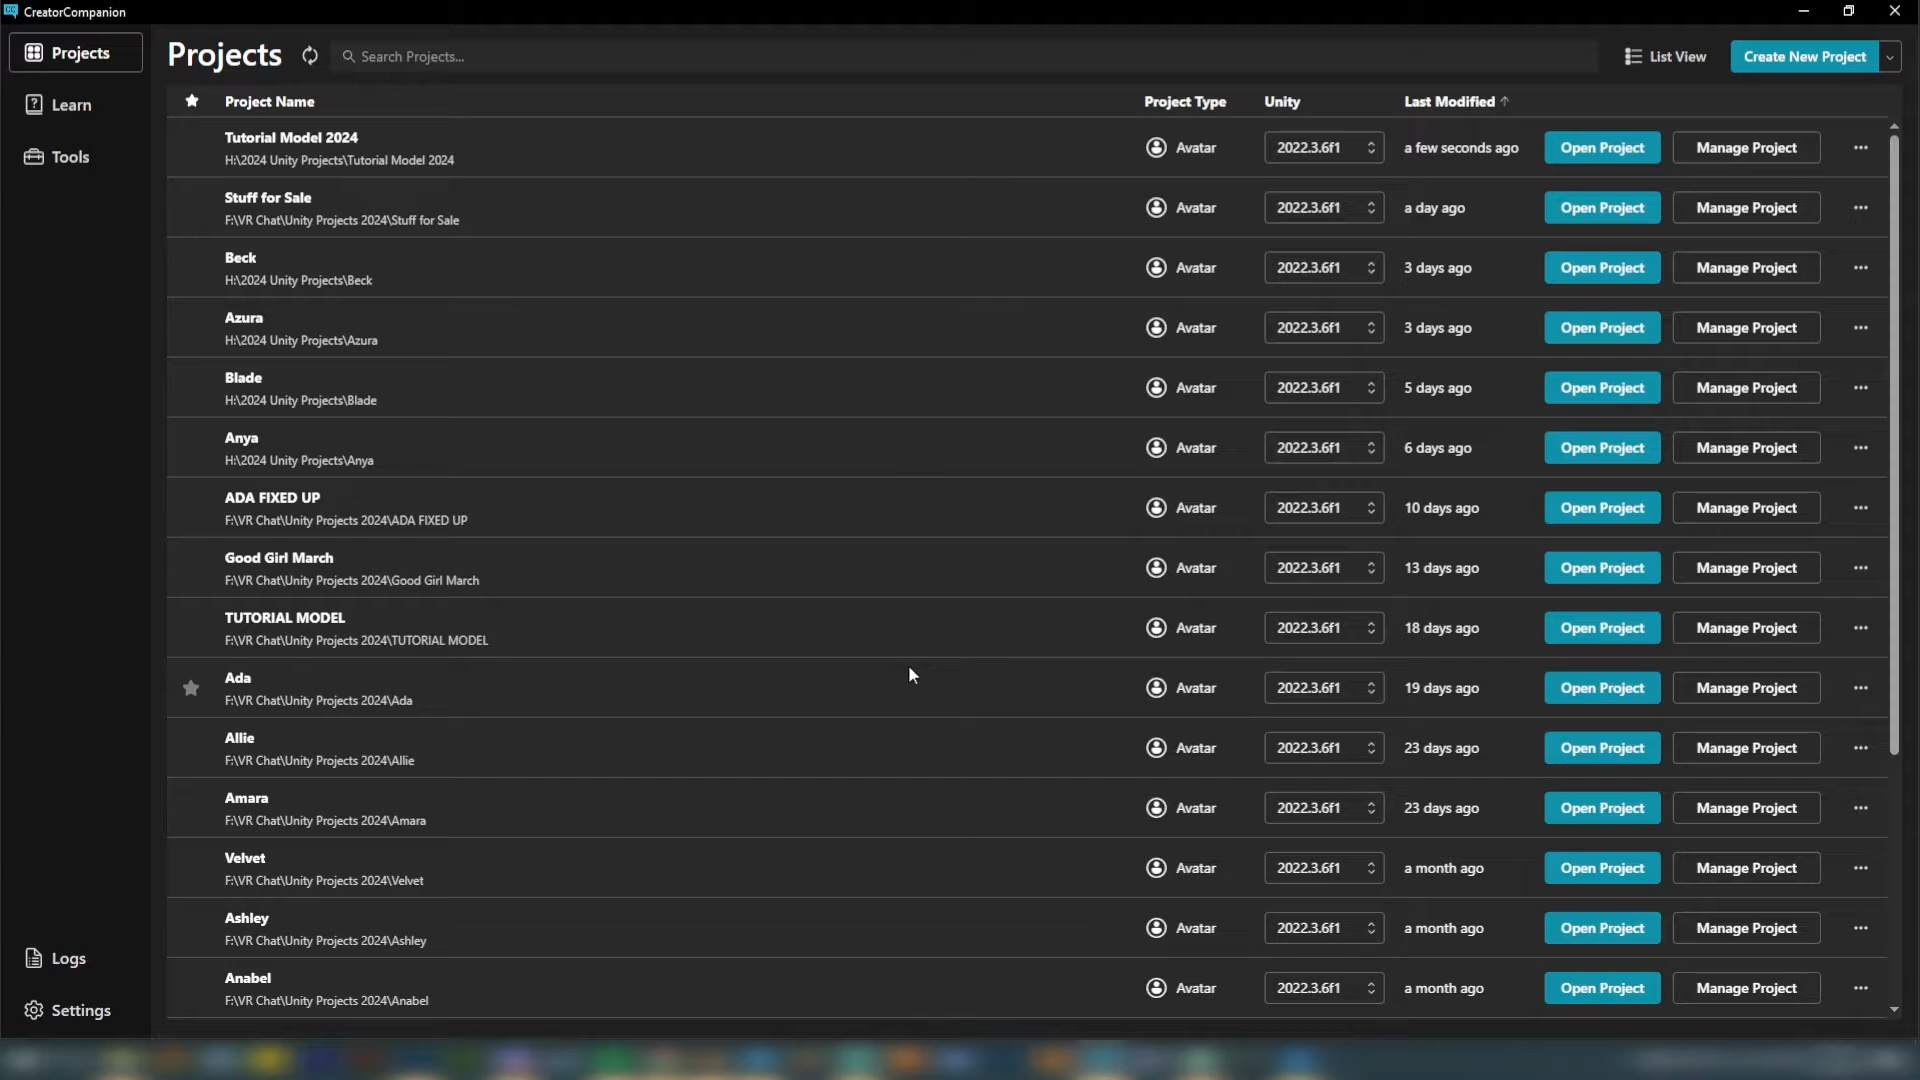 CreatorCompanion
Projects
Learn
Tools
Logs
Settings
Projects
Search Projects...
List View
Create New Project
Project Name Project Type Unity Last Modified
Tutorial Model 2024
H:\2024 Unity Projects\Tutorial Model 2024
Avatar 2022.3.6f1 a few seconds ago Open Project Manage Project
Stuff for Sale
F:\VR Chat\Unity Projects 2024\Stuff for Sale
Avatar 2022.3.6f1 a day ago Open Project Manage Project
Beck
H:\2024 Unity Projects\Beck
Avatar 2022.3.6f1 3 days ago Open Project Manage Project
Azura
H:\2024 Unity Projects\Azura
Avatar 2022.3.6f1 3 days ago Open Project Manage Project
Blade
H:\2024 Unity Projects\Blade
Avatar 2022.3.6f1 5 days ago Open Project Manage Project
Anya
H:\2024 Unity Projects\Anya
Avatar 2022.3.6f1 6 days ago Open Project Manage Project
ADA FIXED UP
F:\VR Chat\Unity Projects 2024\ADA FIXED UP
Avatar 2022.3.6f1 10 days ago Open Project Manage Project
Good Girl March
F:\VR Chat\Unity Projects 2024\Good Girl March
Avatar 2022.3.6f1 13 days ago Open Project Manage Project
TUTORIAL MODEL
F:\VR Chat\Unity Projects 2024\TUTORIAL MODEL
Avatar 2022.3.6f1 18 days ago Open Project Manage Project
Ada
F:\VR Chat\Unity Projects 2024\Ada
Avatar 2022.3.6f1 19 days ago Open Project Manage Project
Allie
F:\VR Chat\Unity Projects 2024\Allie
Avatar 2022.3.6f1 23 days ago Open Project Manage Project
Amara
F:\VR Chat\Unity Projects 2024\Amara
Avatar 2022.3.6f1 23 days ago Open Project Manage Project
Velvet
F:\VR Chat\Unity Projects 2024\Velvet
Avatar 2022.3.6f1 a month ago Open Project Manage Project
Ashley
F:\VR Chat\Unity Projects 2024\Ashley
Avatar 2022.3.6f1 a month ago Open Project Manage Project
Anabel
F:\VR Chat\Unity Projects 2024\Anabel
Avatar 2022.3.6f1 a month ago Open Project Manage Project